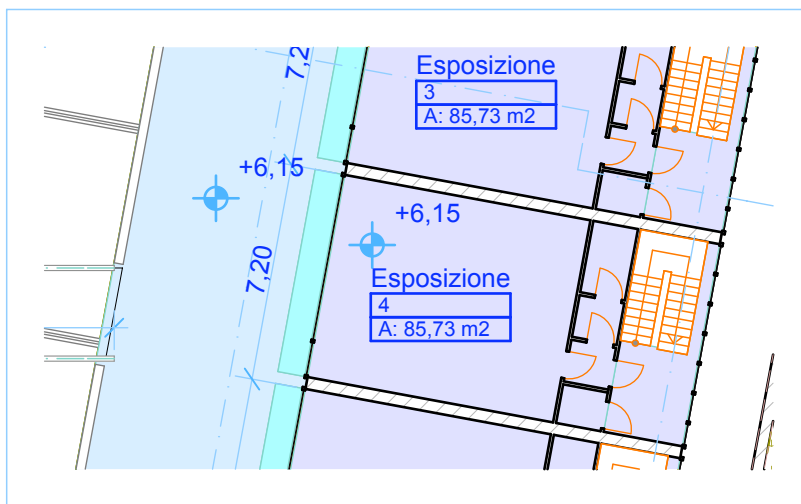 7,2
Esposizione
3
A: 85,73 m2
+6,15
+6,15
7,20
Esposizione
4
A: 85,73 m2